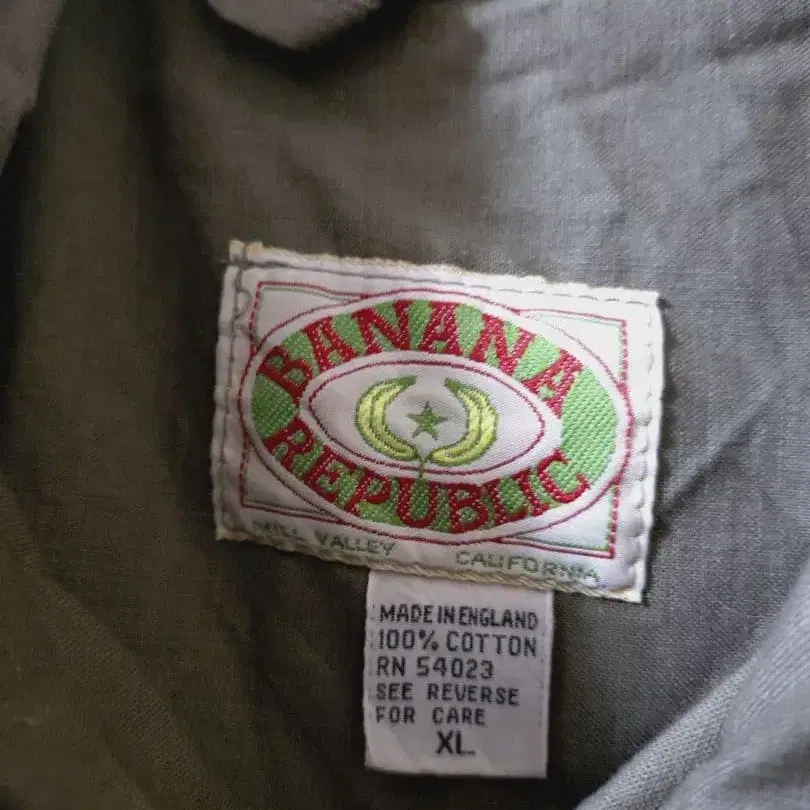 BANANA
REPUBLIC
MILL VALLEY CALIFORNIA
MADE IN ENGLAND
100% COTTON
RN 54023
SEE REVERSE
FOR CARE
XL